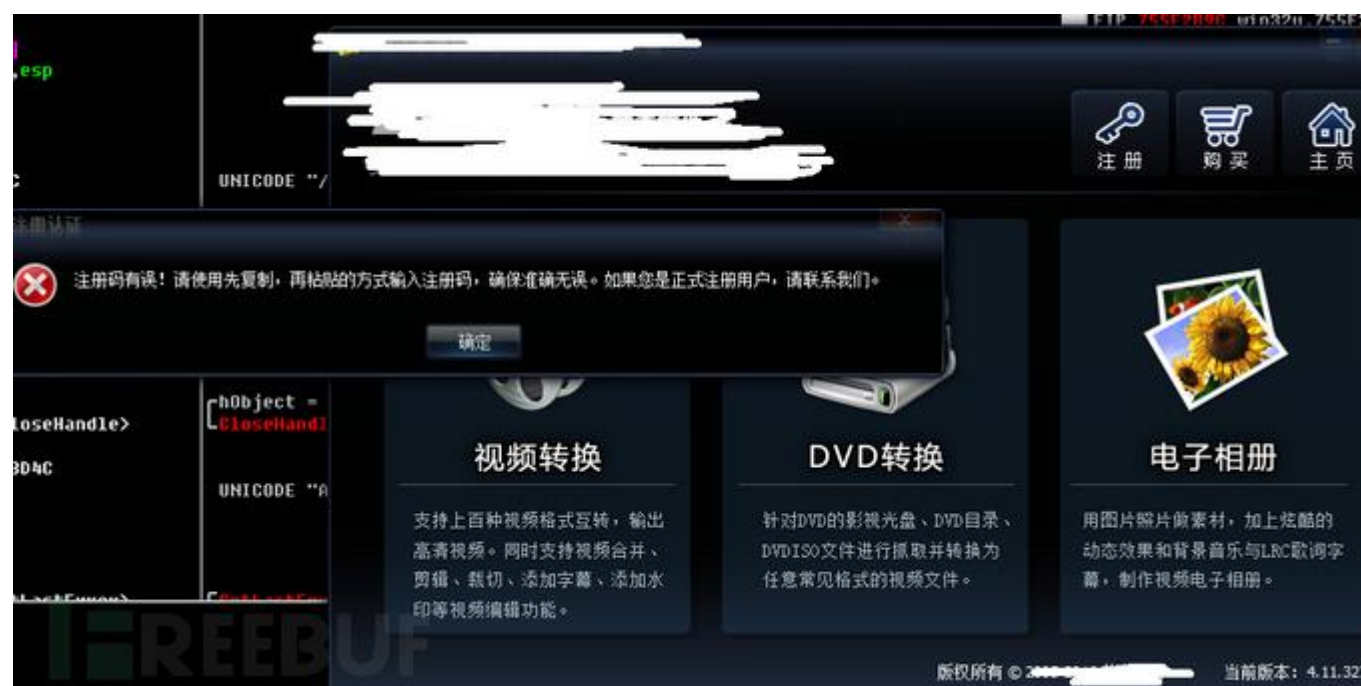 EIP 755E2B9C win32u.755E
,esp
注 册
购 买
主 页
UNICODE "/
注册认证
注册码有误！请使用先复制，再粘贴的方式输入注册码，确保准确无误。如果您是正式注册用户，请联系我们。
确定
hObject =
loseHandle>
CloseHandl
3D4C
UNICODE "A
视频转换
DVD转换
电子相册
支持上百种视频格式互转，输出
高清视频。同时支持视频合并、
剪辑、裁切、添加字幕、添加水
印等视频编辑功能。
针对DVD的影视光盘、DVD目录、
DVDISO文件进行抓取并转换为
任意常见格式的视频文件。
用图片照片做素材，加上炫酷的
动态效果和背景音乐与LRC歌词字
幕，制作视频电子相册。
FREEBUF
版权所有 © 2
当前版本：4.11.32